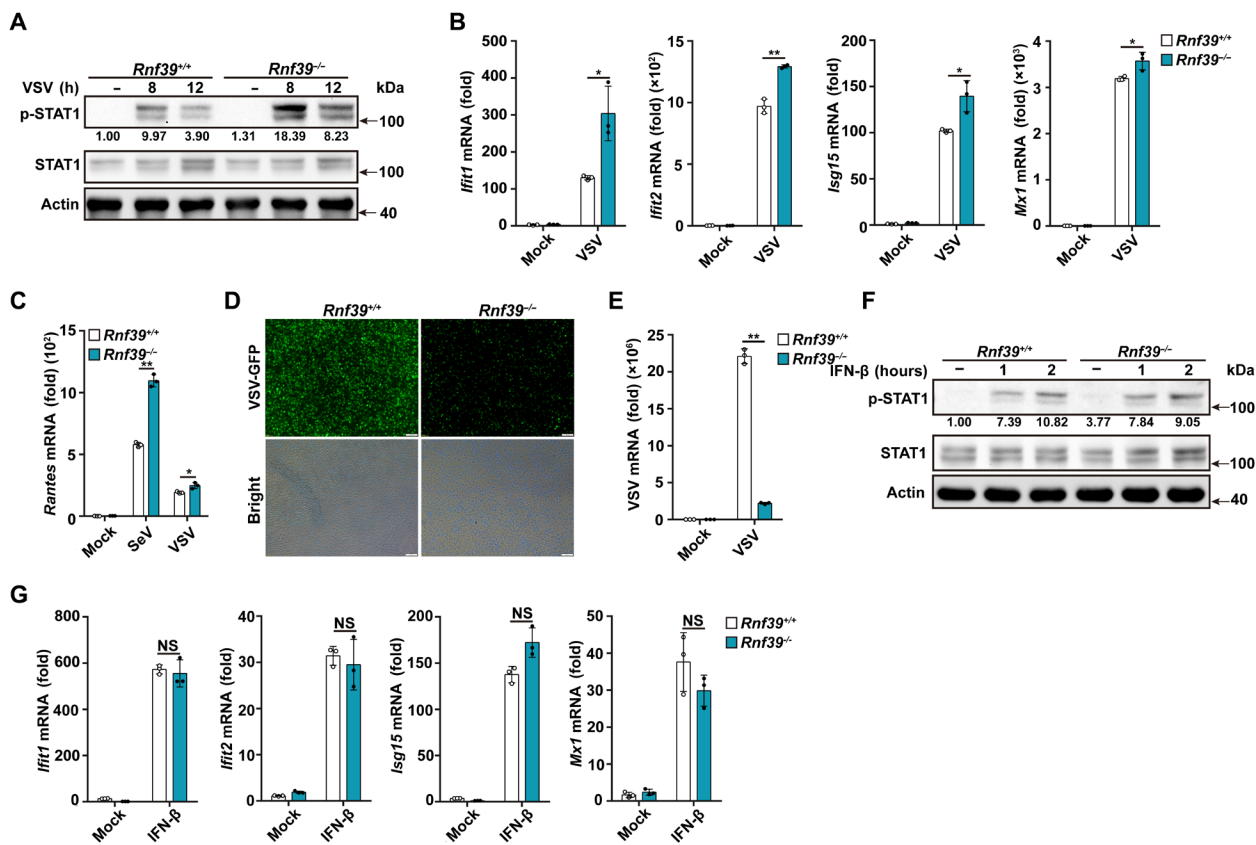 A
Rnf39+/+ Rnf39–/–
VSV (h) – 8 12 – 8 12 kDa
p-STAT1 100
1.00 9.97 3.90 1.31 18.39 8.23
STAT1 100
Actin 40
B
Ifit1 mRNA (fold)
500
400
300
200
100
0
*
Mock VSV
Ifit2 mRNA (fold) (×10²)
15
10
5
0
**
Mock VSV
Isg15 mRNA (fold)
200
150
100
50
0
*
Mock VSV
Mx1 mRNA (fold) (×10³)
4
3
2
1
0
*
Mock VSV
Rnf39+/+
Rnf39–/–
C
Rantes mRNA (fold) (10²)
15
10
5
0
Rnf39+/+
Rnf39–/–
**
*
Mock SeV VSV
D
Rnf39+/+ Rnf39–/–
VSV-GFP
Bright
E
VSV mRNA (fold) (×10⁶)
25
20
15
10
5
0
**
Mock VSV
Rnf39+/+
Rnf39–/–
F
Rnf39+/+ Rnf39–/–
IFN-β (hours) – 1 2 – 1 2 kDa
p-STAT1 100
1.00 7.39 10.82 3.77 7.84 9.05
STAT1 100
Actin 40
G
Ifit1 mRNA (fold)
800
600
400
200
0
NS
Mock IFN-β
Ifit2 mRNA (fold)
40
30
20
10
0
NS
Mock IFN-β
Isg15 mRNA (fold)
200
150
100
50
0
NS
Mock IFN-β
Mx1 mRNA (fold)
50
40
30
20
10
0
NS
Mock IFN-β
Rnf39+/+
Rnf39-/-